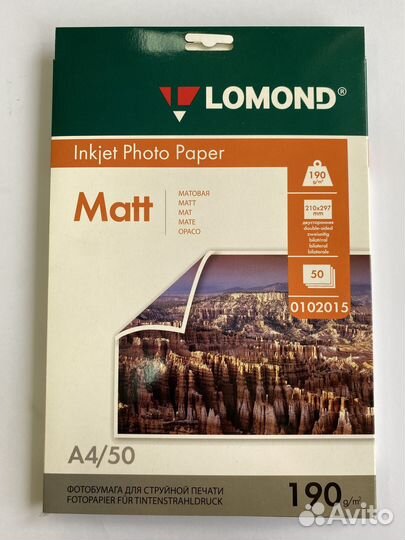 LOMOND®
Inkjet Photo Paper
Matt
МАТОВАЯ
MATT
MAT
MATE
OPACO
190
g/m²
210x297
mm
двусторонняя
double-sided
zweiseitig
bilatéral
bilateral
bilaterale
50
0102015
A4/50
ФОТОБУМАГА ДЛЯ СТРУЙНОЙ ПЕЧАТИ
FOTOPAPIER FÜR TINTENSTRAHLDRUCK
190 g/m²
Avito